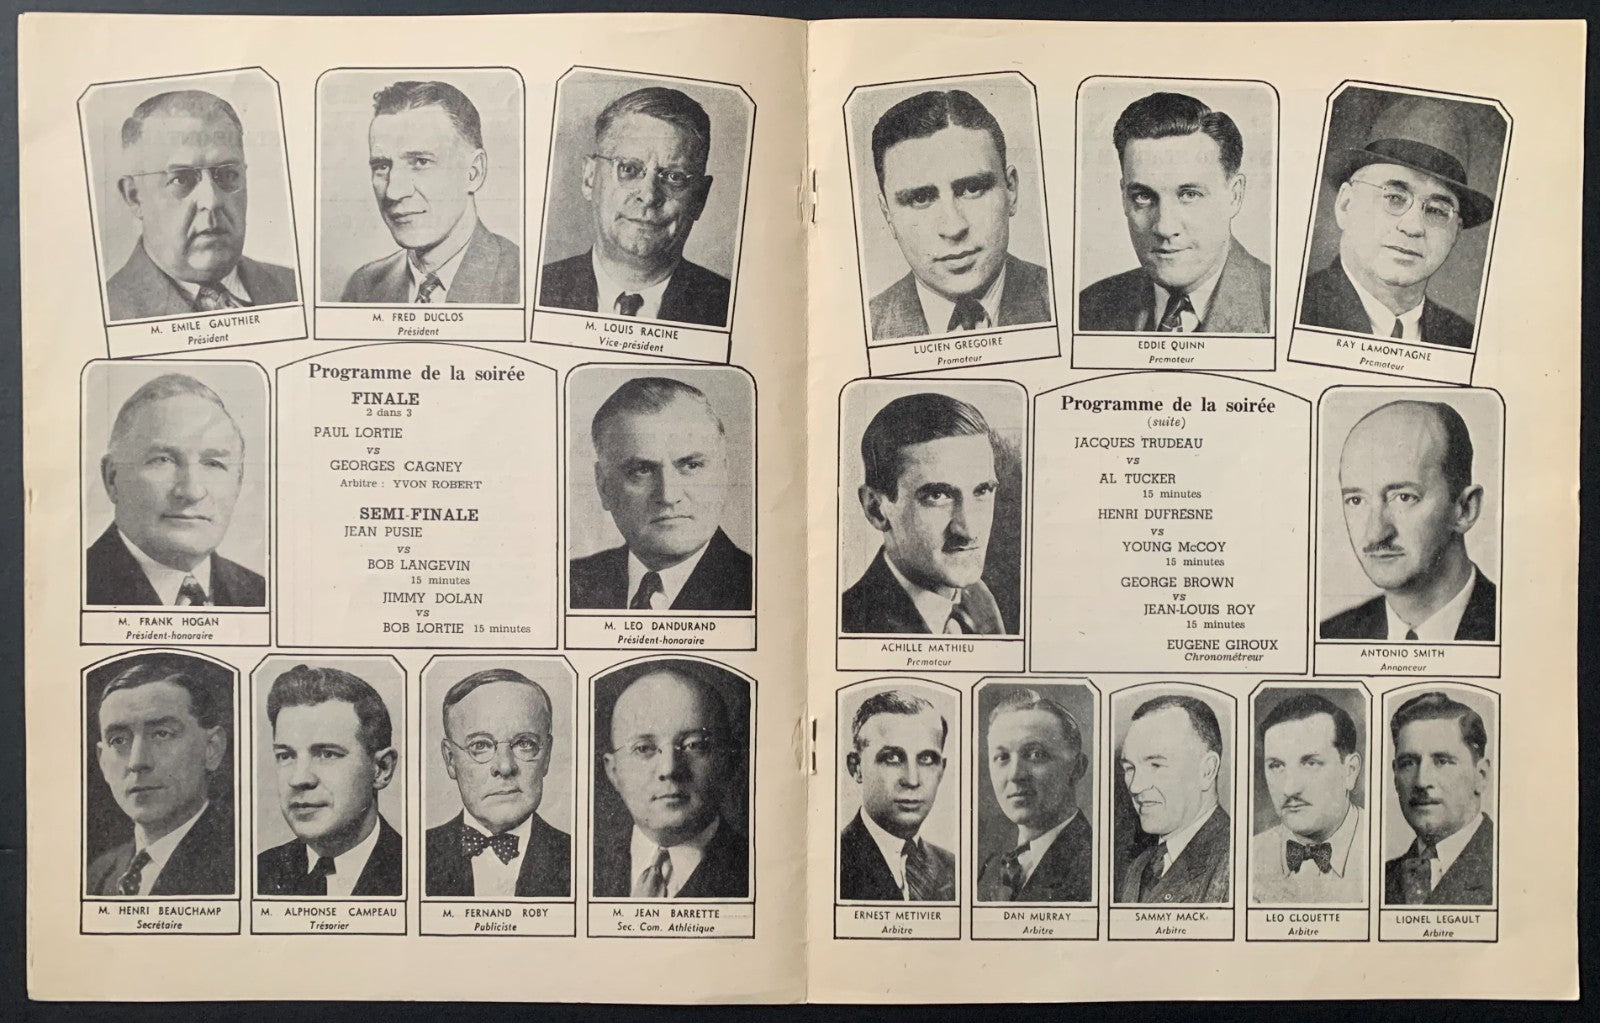 M. EMILE GAUTHIER
Président
M. FRED DUCLOS
Président
M. LOUIS RACINE
Vice-président
M. FRANK HOGAN
Président-honoraire
Programme de la soirée
FINALE
2 dans 3
PAUL LORTIE
vs
GEORGES CAGNEY
Arbitre : YVON ROBERT
SEMI-FINALE
JEAN PUSIE
vs
BOB LANGEVIN
15 minutes
JIMMY DOLAN
vs
BOB LORTIE 15 minutes
M. LEO DANDURAND
Président-honoraire
M. HENRI BEAUCHAMP
Secrétaire
M. ALPHONSE CAMPEAU
Trésorier
M. FERNAND ROBY
Publiciste
M. JEAN BARRETTE
Sec. Com. Athlétique
LUCIEN GREGOIRE
Promoteur
EDDIE QUINN
Promoteur
RAY LAMONTAGNE
Promoteur
ACHILLE MATHIEU
Promoteur
Programme de la soirée
(suite)
JACQUES TRUDEAU
vs
AL TUCKER
15 minutes
HENRI DUFRESNE
vs
YOUNG McCOY
15 minutes
GEORGE BROWN
vs
JEAN-LOUIS ROY
15 minutes
EUGENE GIROUX
Chronométreur
ANTONIO SMITH
Annonceur
ERNEST METIVIER
Arbitre
DAN MURRAY
Arbitre
SAMMY MACK
Arbitre
LEO CLOUETTE
Arbitre
LIONEL LEGAULT
Arbitre